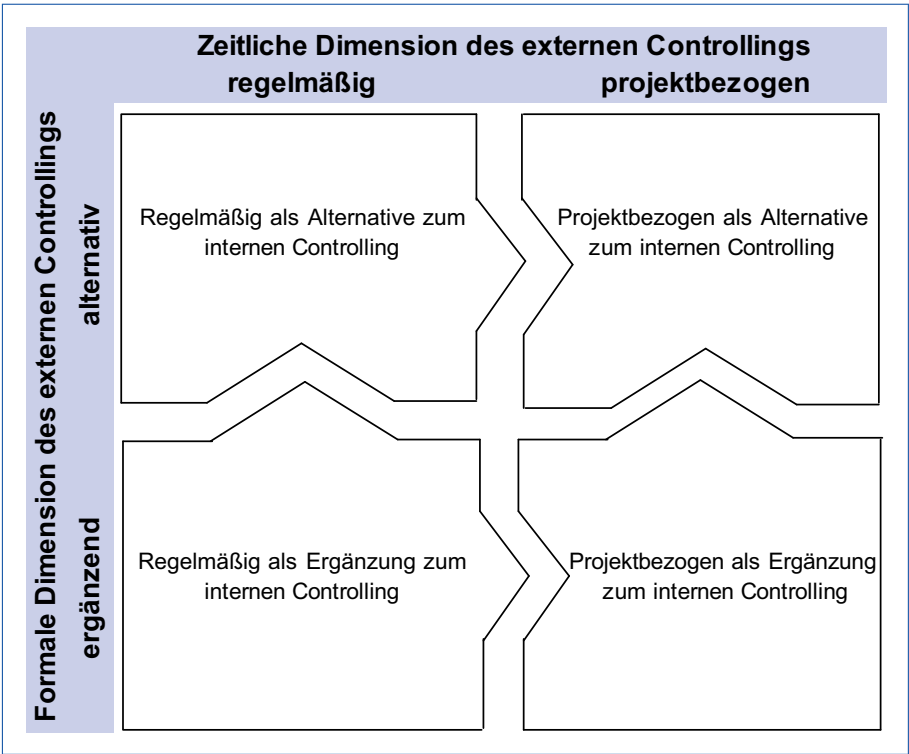 Zeitliche Dimension des externen Controllings
regelmäßig projektbezogen
Formale Dimension des externen Controllings
alternativ
Regelmäßig als Alternative zum
internen Controlling
Projektbezogen als Alternative
zum internen Controlling
ergänzend
Regelmäßig als Ergänzung zum
internen Controlling
Projektbezogen als Ergänzung
zum internen Controlling